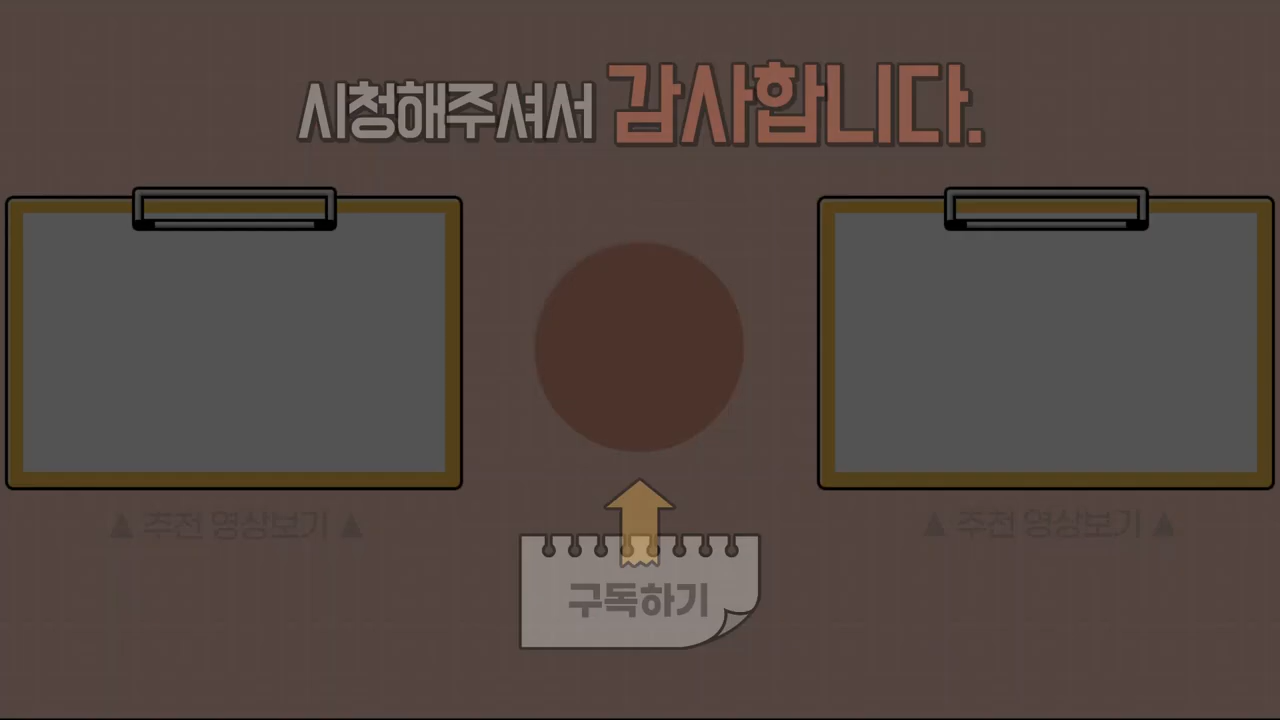 시청해주셔서 감사합니다.
▲ 추천 영상보기 ▲
▲ 추천 영상보기 ▲
구독하기